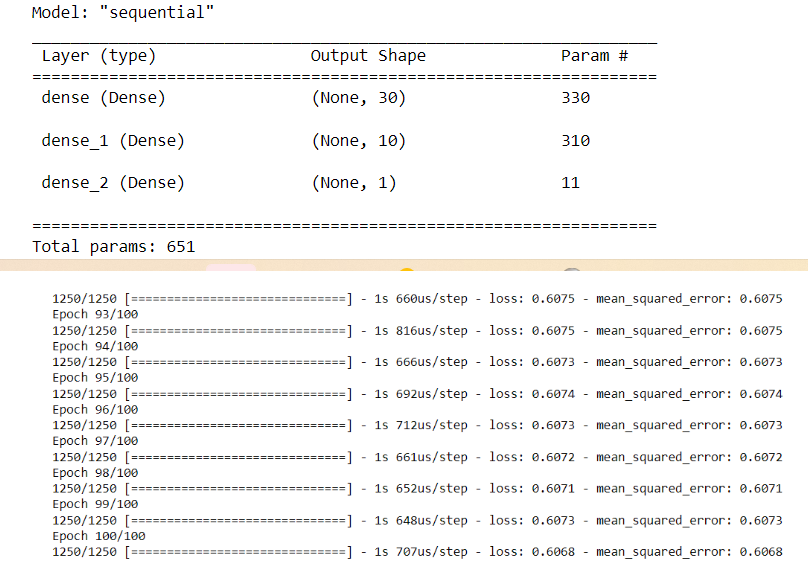 Model: "sequential"
_________________________________________________________________
Layer (type) Output Shape Param #
=================================================================
dense (Dense) (None, 30) 330
dense_1 (Dense) (None, 10) 310
dense_2 (Dense) (None, 1) 11
=================================================================
Total params: 651
1250/1250 [==============================] - 1s 660us/step - loss: 0.6075 - mean_squared_error: 0.6075
Epoch 93/100
1250/1250 [==============================] - 1s 816us/step - loss: 0.6075 - mean_squared_error: 0.6075
Epoch 94/100
1250/1250 [==============================] - 1s 666us/step - loss: 0.6073 - mean_squared_error: 0.6073
Epoch 95/100
1250/1250 [==============================] - 1s 692us/step - loss: 0.6074 - mean_squared_error: 0.6074
Epoch 96/100
1250/1250 [==============================] - 1s 712us/step - loss: 0.6073 - mean_squared_error: 0.6073
Epoch 97/100
1250/1250 [==============================] - 1s 661us/step - loss: 0.6072 - mean_squared_error: 0.6072
Epoch 98/100
1250/1250 [==============================] - 1s 652us/step - loss: 0.6071 - mean_squared_error: 0.6071
Epoch 99/100
1250/1250 [==============================] - 1s 648us/step - loss: 0.6073 - mean_squared_error: 0.6073
Epoch 100/100
1250/1250 [==============================] - 1s 707us/step - loss: 0.6068 - mean_squared_error: 0.6068